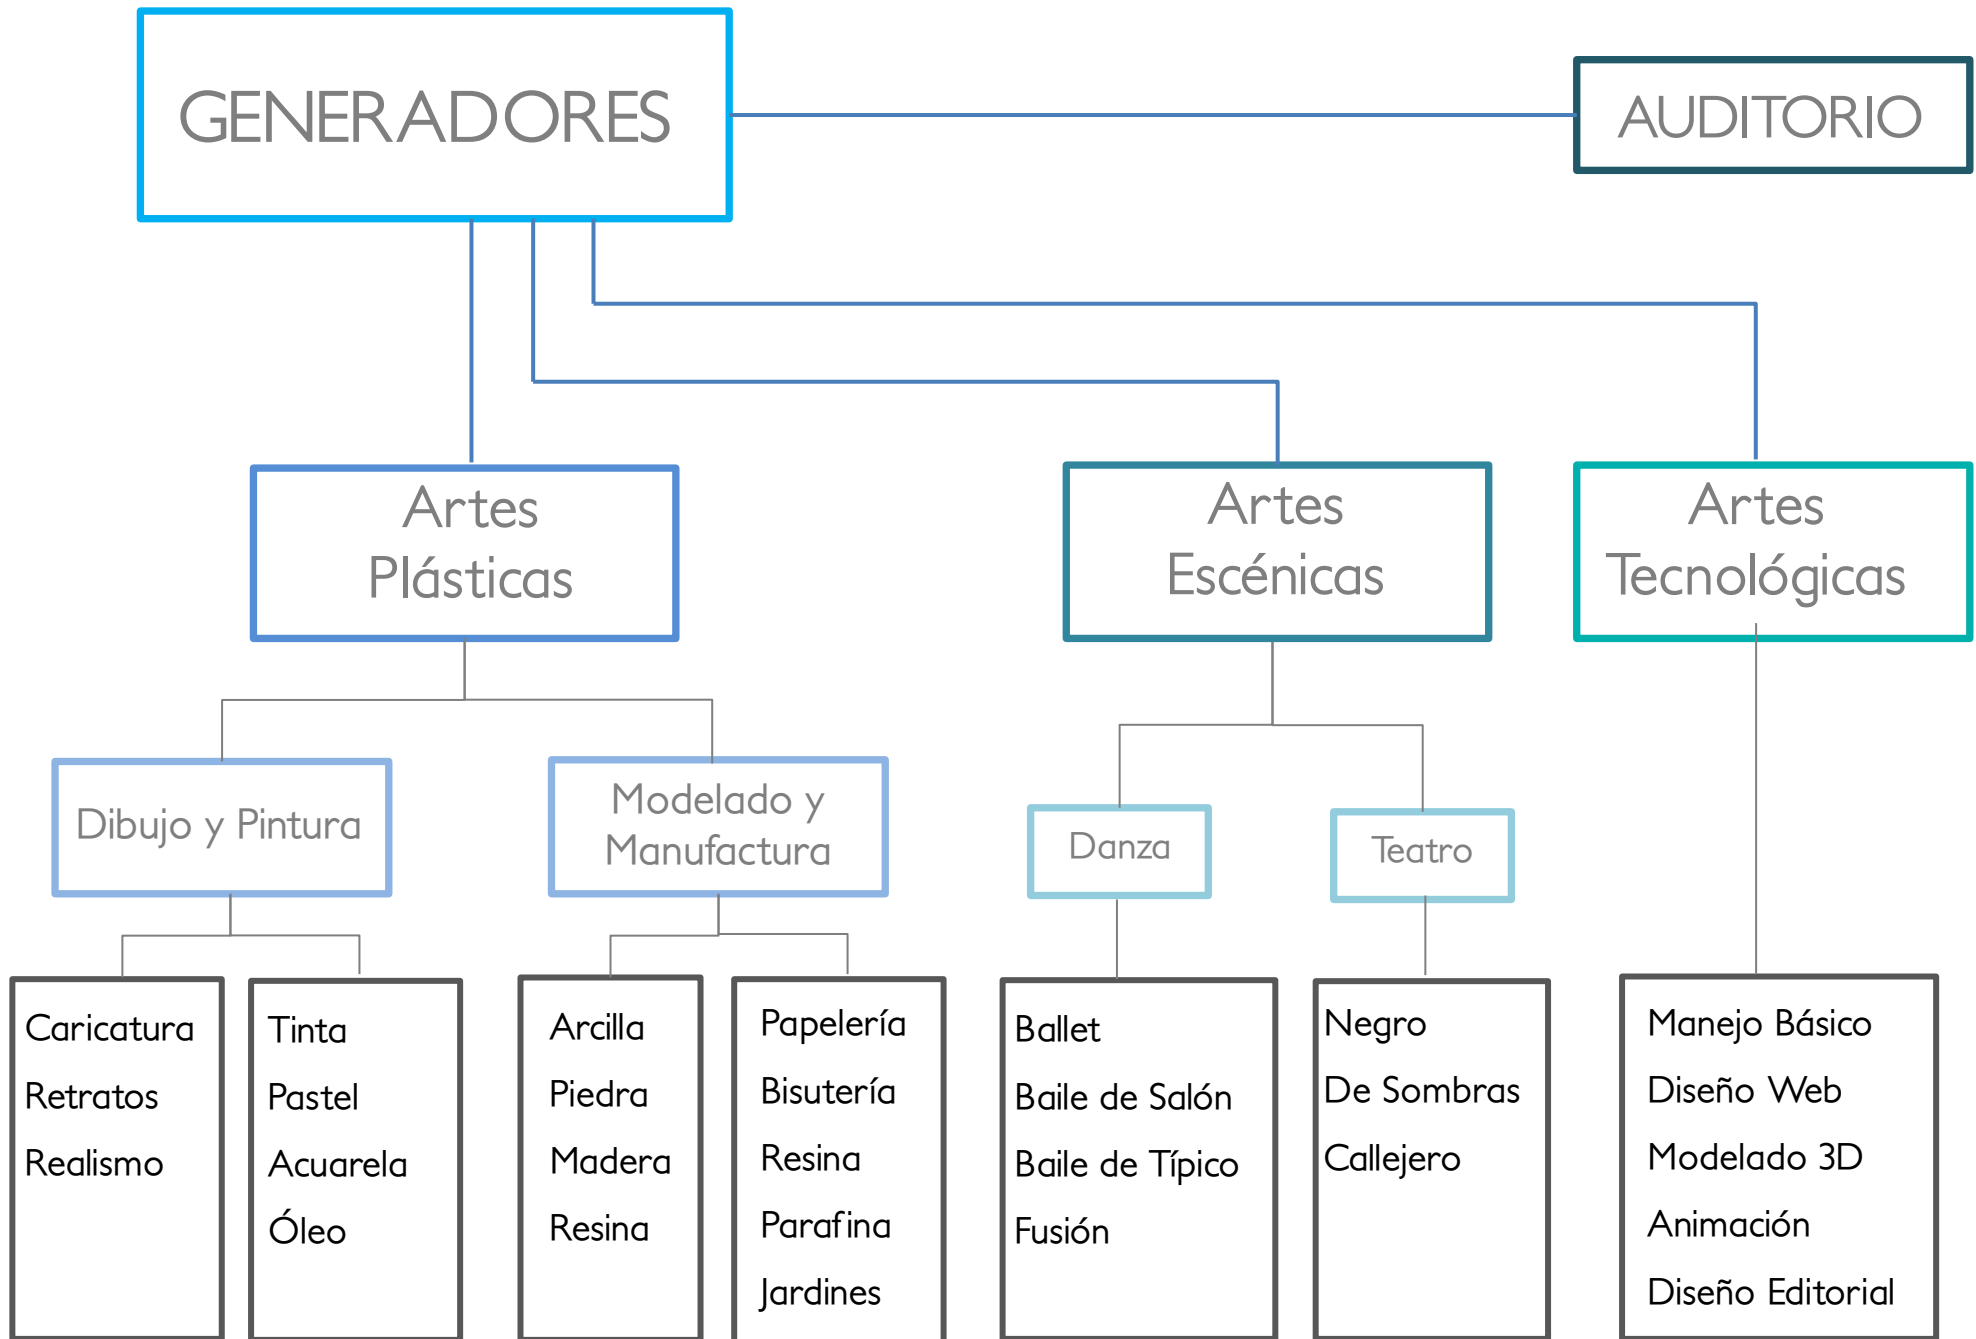 GENERADORES
AUDITORIO
Artes
Plásticas
Artes
Escénicas
Artes
Tecnológicas
Dibujo y Pintura
Modelado y
Manufactura
Danza
Teatro
Caricatura
Retratos
Realismo
Tinta
Pastel
Acuarela
Óleo
Arcilla
Piedra
Madera
Resina
Papelería
Bisutería
Resina
Parafina
Jardines
Ballet
Baile de Salón
Baile de Típico
Fusión
Negro
De Sombras
Callejero
Manejo Básico
Diseño Web
Modelado 3D
Animación
Diseño Editorial